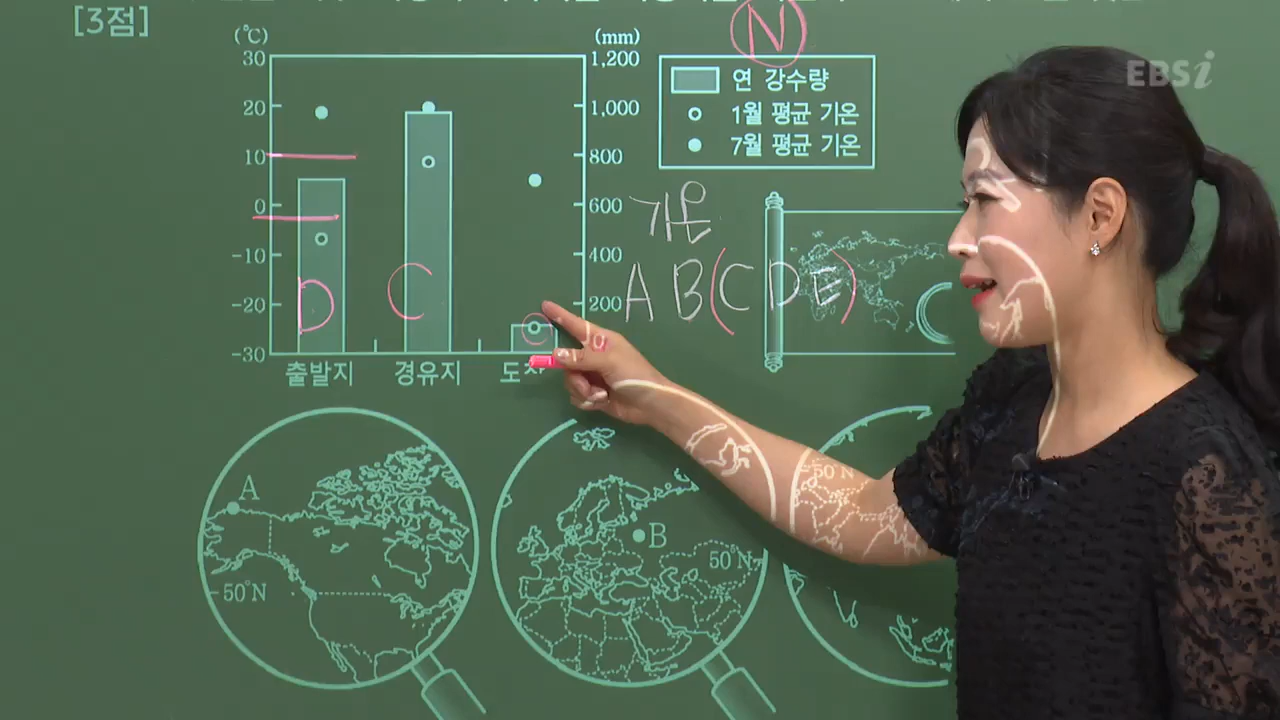 [3점]
(℃)
(mm)
N
EBSi
30
20
10
0
-10
-20
-30
1,200
1,000
800
600
400
200
연 강수량
1월 평균 기온
7월 평균 기온
기온
A B (C D E)
D
C
출발지
경유지
A
50°N
B
50°N
50°N